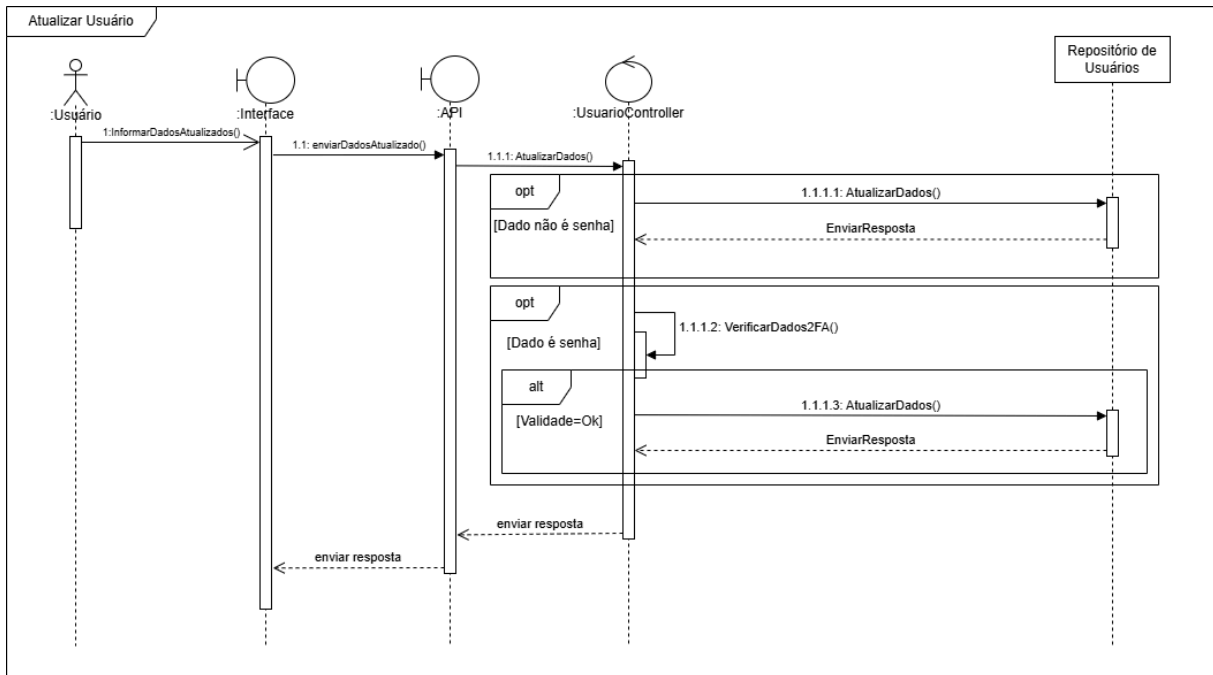 Atualizar Usuário
Repositório de
Usuários
:Usuário
:Interface
:API
:UsuarioController
1:InformarDadosAtualizados()
1.1: enviarDadosAtualizado()
1.1.1: AtualizarDados()
opt
1.1.1.1: AtualizarDados()
[Dado não é senha]
EnviarResposta
opt
1.1.1.2: VerificarDados2FA()
[Dado é senha]
alt
1.1.1.3: AtualizarDados()
[Validade=Ok]
EnviarResposta
enviar resposta
enviar resposta